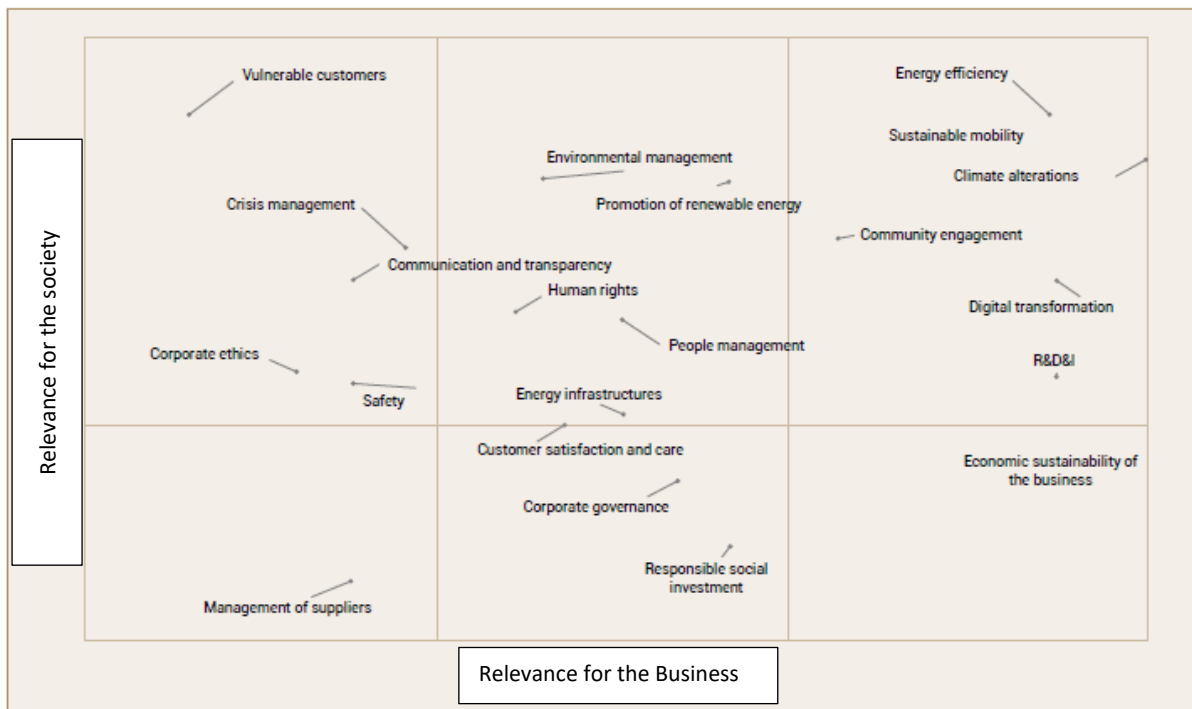 Vulnerable customers
Energy efficiency
Sustainable mobility
Environmental management
Climate alterations
Promotion of renewable energy
Crisis management
Community engagement
Communication and transparency
Human rights
Digital transformation
People management
Corporate ethics
R&D&I
Safety
Energy infrastructures
Customer satisfaction and care
Economic sustainability of
the business
Corporate governance
Responsible social
investment
Management of suppliers
Relevance for the society
Relevance for the Business